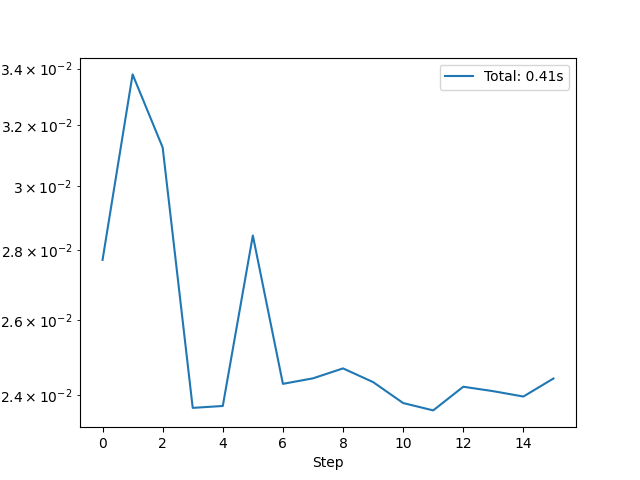 3.4 × 10⁻²
3.2 × 10⁻²
3 × 10⁻²
2.8 × 10⁻²
2.6 × 10⁻²
2.4 × 10⁻²
Total: 0.41s
0 2 4 6 8 10 12 14
Step